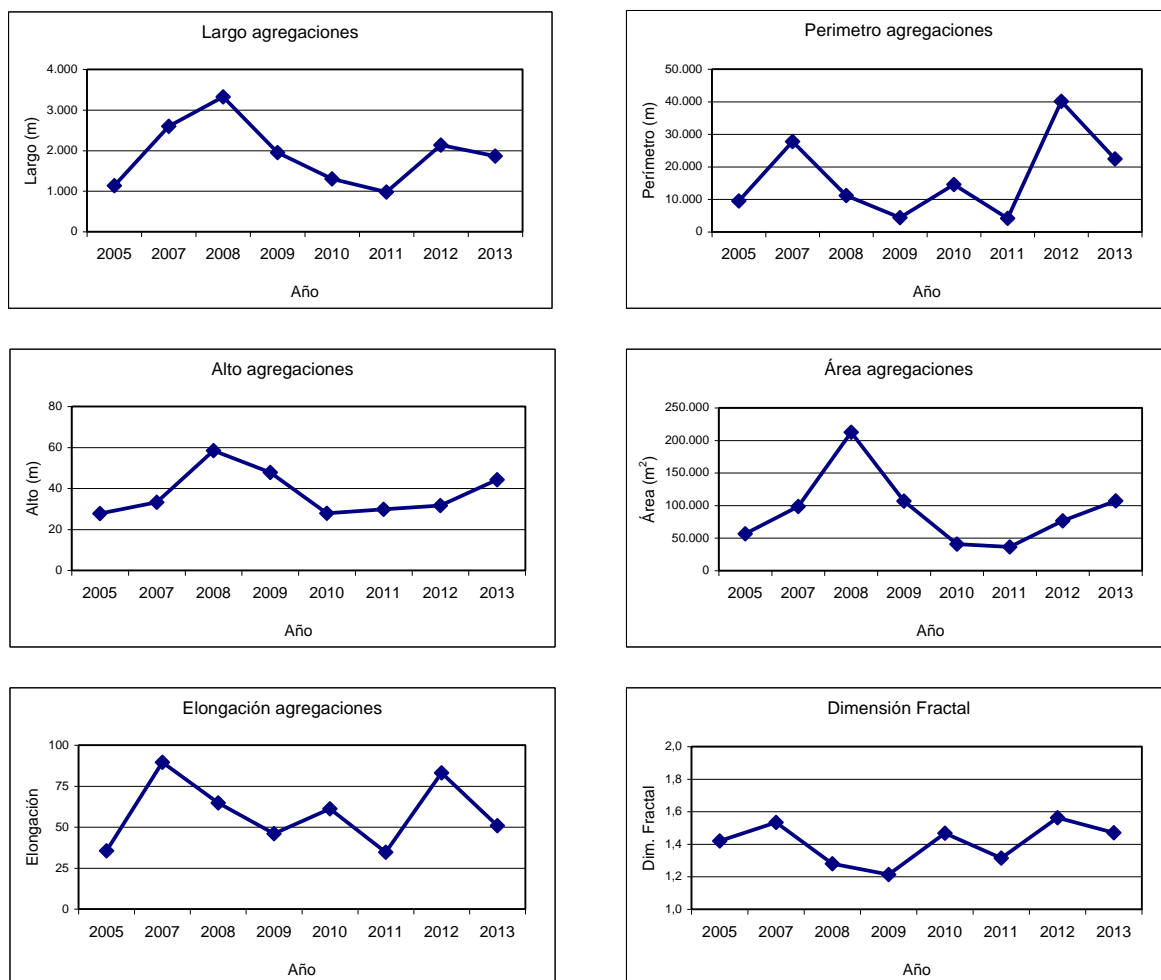 Largo agregaciones
4.000
3.000
2.000
1.000
0
Largo (m)
2005 2007 2008 2009 2010 2011 2012 2013
Año
Perimetro agregaciones
50.000
40.000
30.000
20.000
10.000
0
Perímetro (m)
2005 2007 2008 2009 2010 2011 2012 2013
Año
Alto agregaciones
80
60
40
20
0
Alto (m)
2005 2007 2008 2009 2010 2011 2012 2013
Año
Área agregaciones
250.000
200.000
150.000
100.000
50.000
0
Área (m²)
2005 2007 2008 2009 2010 2011 2012 2013
Año
Elongación agregaciones
100
75
50
25
0
Elongación
2005 2007 2008 2009 2010 2011 2012 2013
Año
Dimensión Fractal
2,0
1,8
1,6
1,4
1,2
1,0
Dim. Fractal
2005 2007 2008 2009 2010 2011 2012 2013
Año